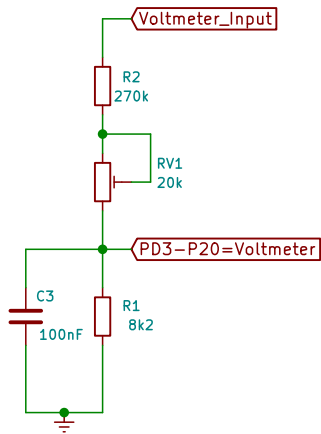 Voltmeter_Input
R2
270k
RV1
20k
PD3-P20=Voltmeter
C3
100nF
R1
8k2